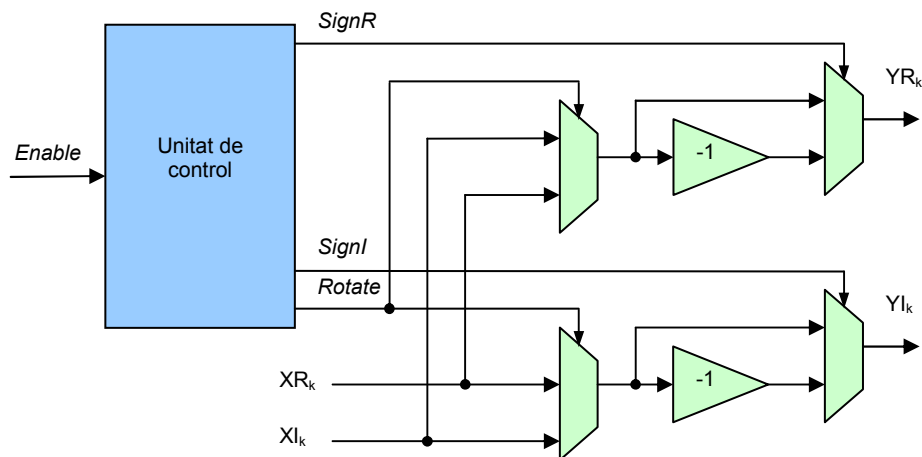 SignR
YRk
Enable
Unitat de
control
-1
SignI
Rotate
YIk
XRk
-1
XIk